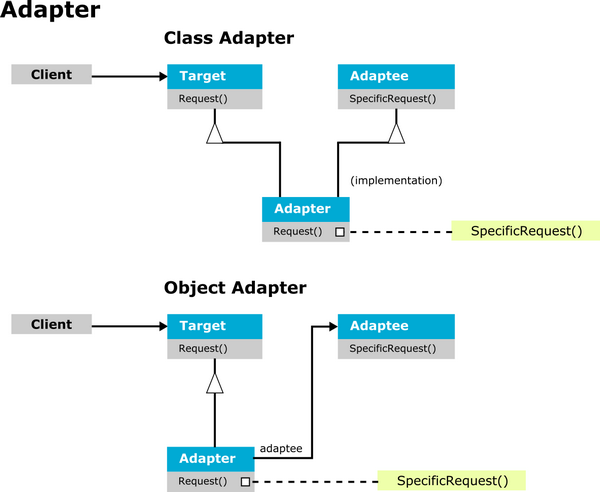 Adapter
Class Adapter
Client
Target
Adaptee
Request()
SpecificRequest()
(implementation)
Adapter
Request()
SpecificRequest()
Object Adapter
Client
Target
Adaptee
Request()
SpecificRequest()
adaptee
Adapter
Request()
SpecificRequest()